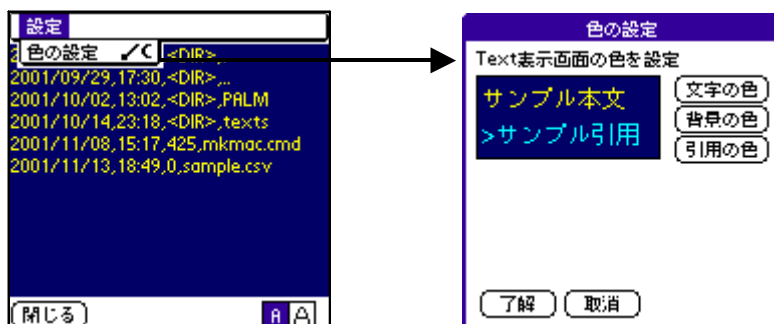 設定
色の設定 ／C
<DIR>,.
2001/09/29,17:30,<DIR>,..
2001/10/02,13:02,<DIR>,PALM
2001/10/14,23:18,<DIR>,texts
2001/11/08,15:17,425,mkmac.cmd
2001/11/13,18:49,0,sample.csv
閉じる
A A
色の設定
Text表示画面の色を設定
サンプル本文
>サンプル引用
文字の色
背景の色
引用の色
了解 取消